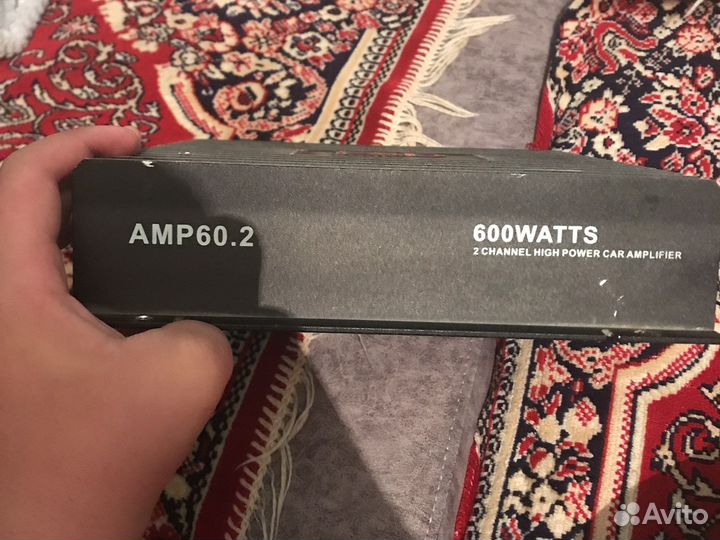 AMP60.2
600WATTS
2 CHANNEL HIGH POWER CAR AMPLIFIER
Avito